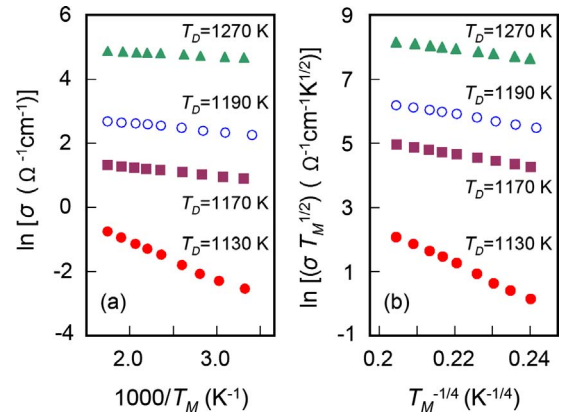 T_D=1270 K
T_D=1190 K
T_D=1170 K
T_D=1130 K
(a)
6
4
2
0
-2
-4
2.0 3.0
ln [σ ( Ω⁻¹cm⁻¹)]
1000/T_M (K⁻¹)
T_D=1270 K
T_D=1190 K
T_D=1170 K
T_D=1130 K
(b)
9
7
5
3
1
-1
0.2 0.22 0.24
ln [(σ T_M^{1/2}) ( Ω⁻¹cm⁻¹K^{1/2})]
T_M^{-1/4} (K^{-1/4})